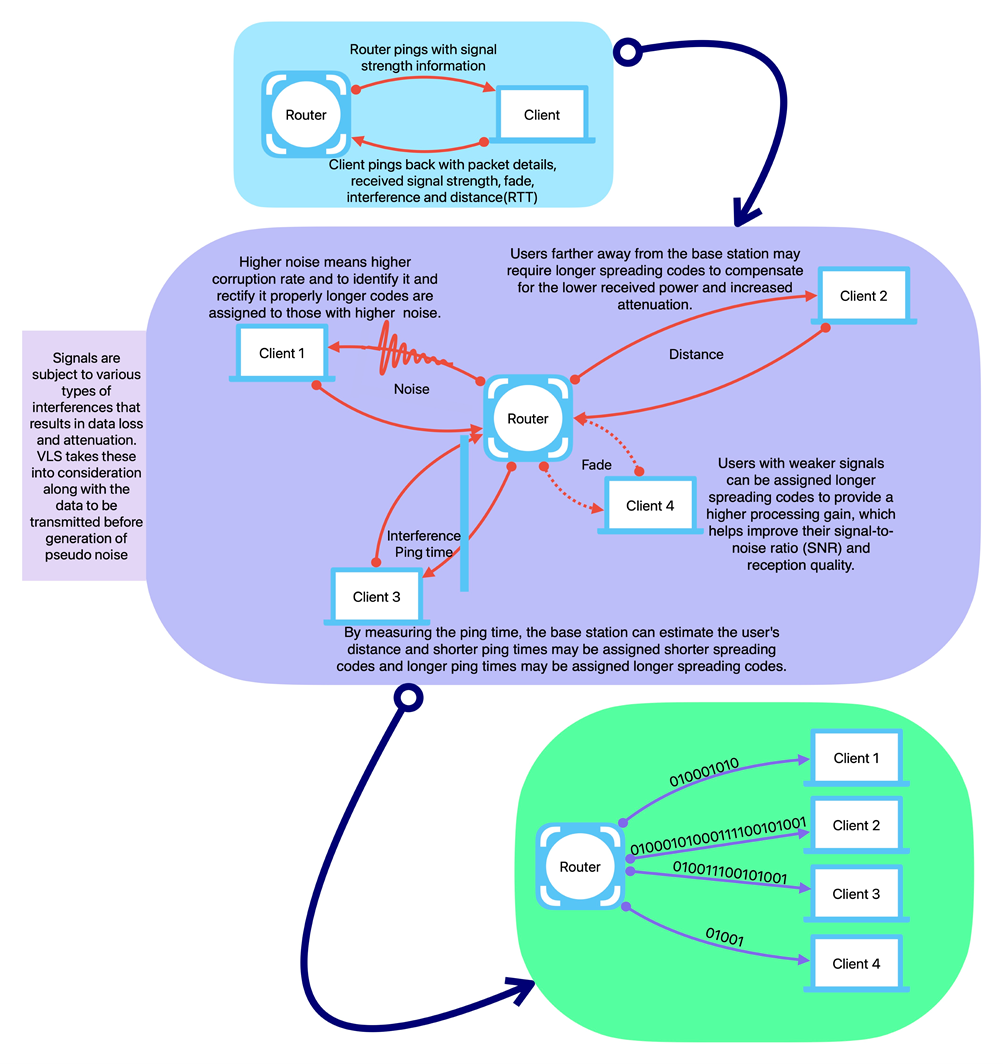 Router pings with signal
strength information
Router
Client
Client pings back with packet details,
received signal strength, fade,
interference and distance(RTT)
Higher noise means higher
corruption rate and to identify it and
rectify it properly longer codes are
assigned to those with higher  noise.
Users farther away from the base station may
require longer spreading codes to compensate
for the lower received power and increased
attenuation.
Client 2
Client 1
Distance
Noise
Router
Signals are
subject to various
types of
interferences that
results in data loss
and attenuation.
VLS takes these
into consideration
along with the
data to be
transmitted before
generation of
pseudo noise
Fade
Client 4
Users with weaker signals
can be assigned longer
spreading codes to provide a
higher processing gain, which
helps improve their signal-to-
noise ratio (SNR) and
reception quality.
Interference
Ping time
Client 3
By measuring the ping time, the base station can estimate the user's
distance and shorter ping times may be assigned shorter spreading
codes and longer ping times may be assigned longer spreading codes.
010001010
Client 1
01000101000111100101001
Client 2
Router
010011100101001
Client 3
01001
Client 4